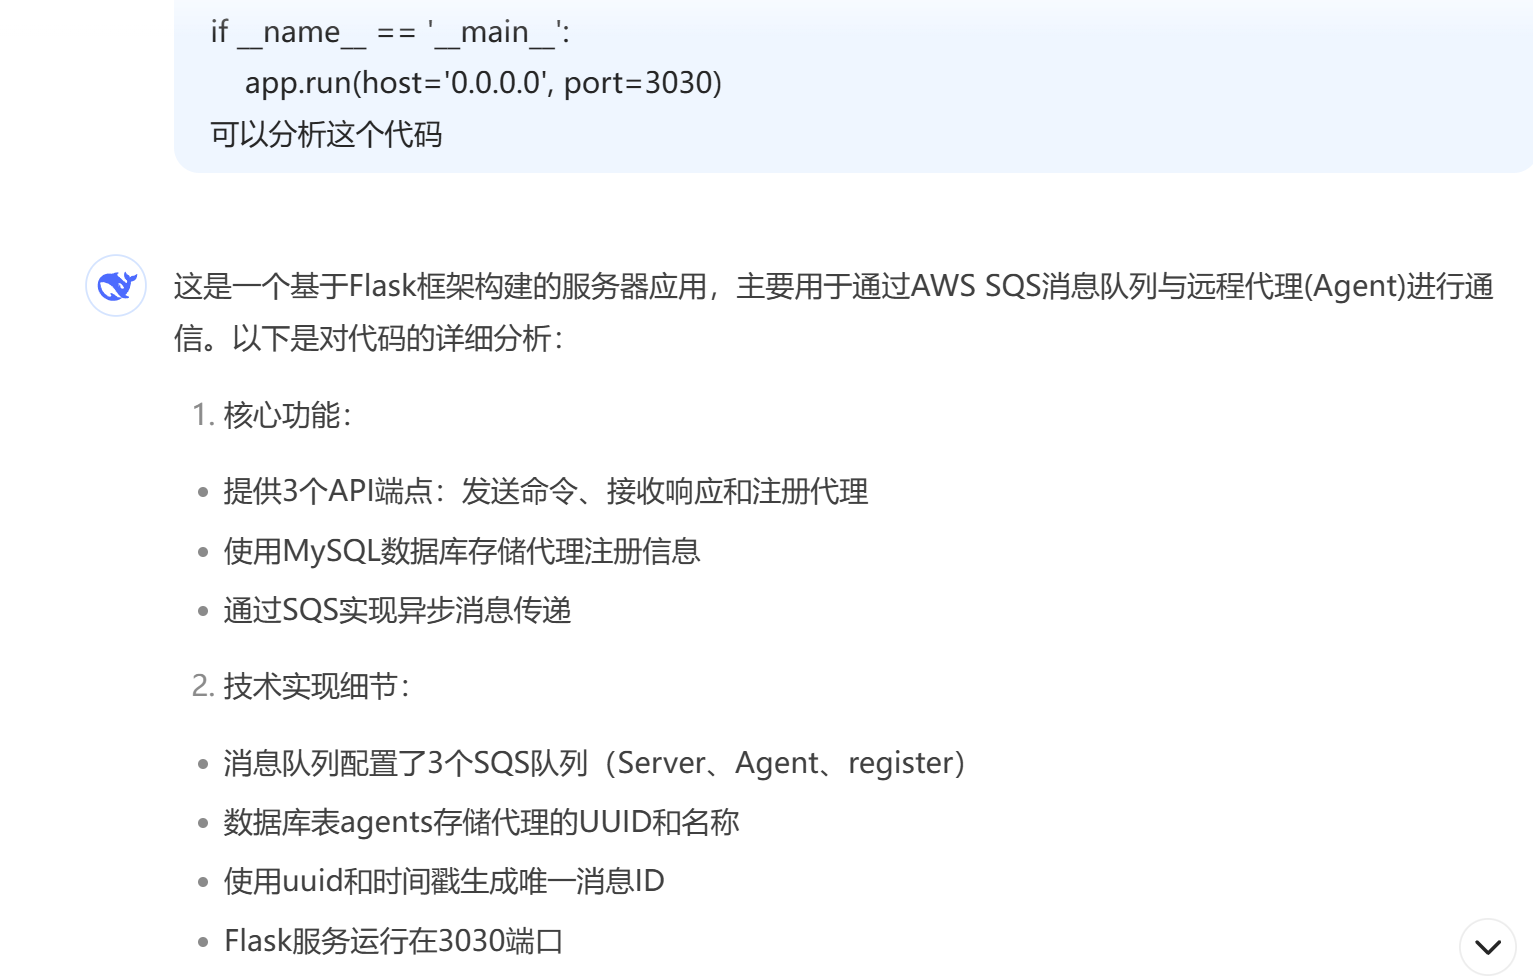 if __name__ == '__main__':
app.run(host='0.0.0.0', port=3030)
可以分析这个代码
这是一个基于Flask框架构建的服务器应用，主要用于通过AWS SQS消息队列与远程代理(Agent)进行通
信。以下是对代码的详细分析：
1. 核心功能：
• 提供3个API端点：发送命令、接收响应和注册代理
• 使用MySQL数据库存储代理注册信息
• 通过SQS实现异步消息传递
2. 技术实现细节：
• 消息队列配置了3个SQS队列（Server、Agent、register）
• 数据库表agents存储代理的UUID和名称
• 使用uuid和时间戳生成唯一消息ID
• Flask服务运行在3030端口